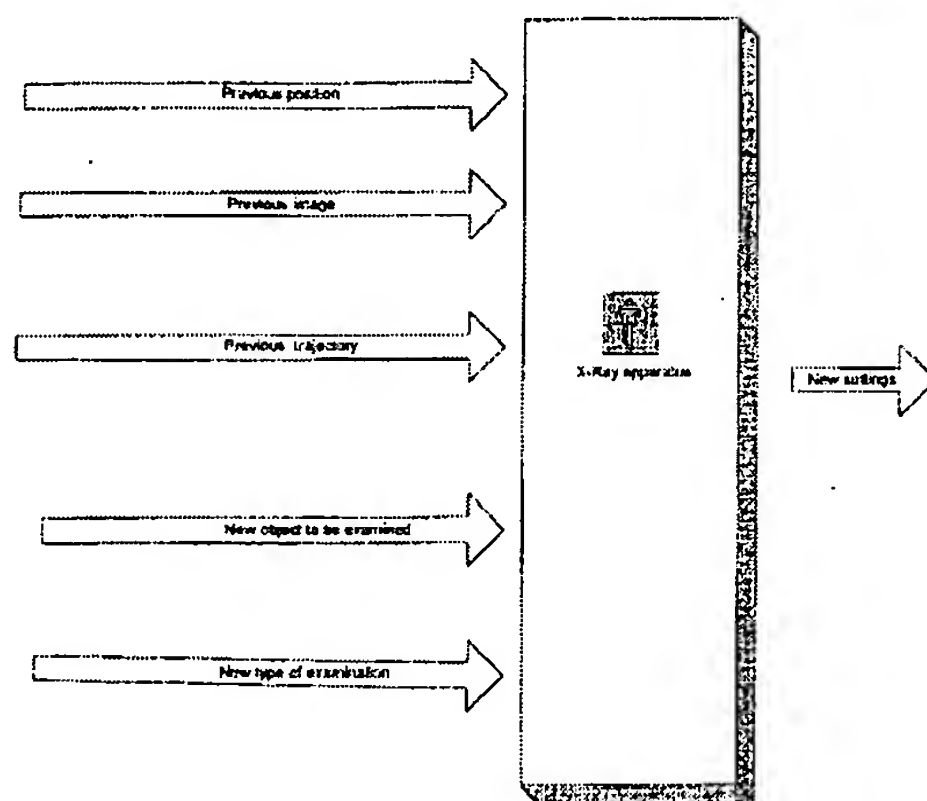 Previous position
Previous image
Previous trajectory
X-Ray apparatus
New settings
New object to be examined
New type of examination